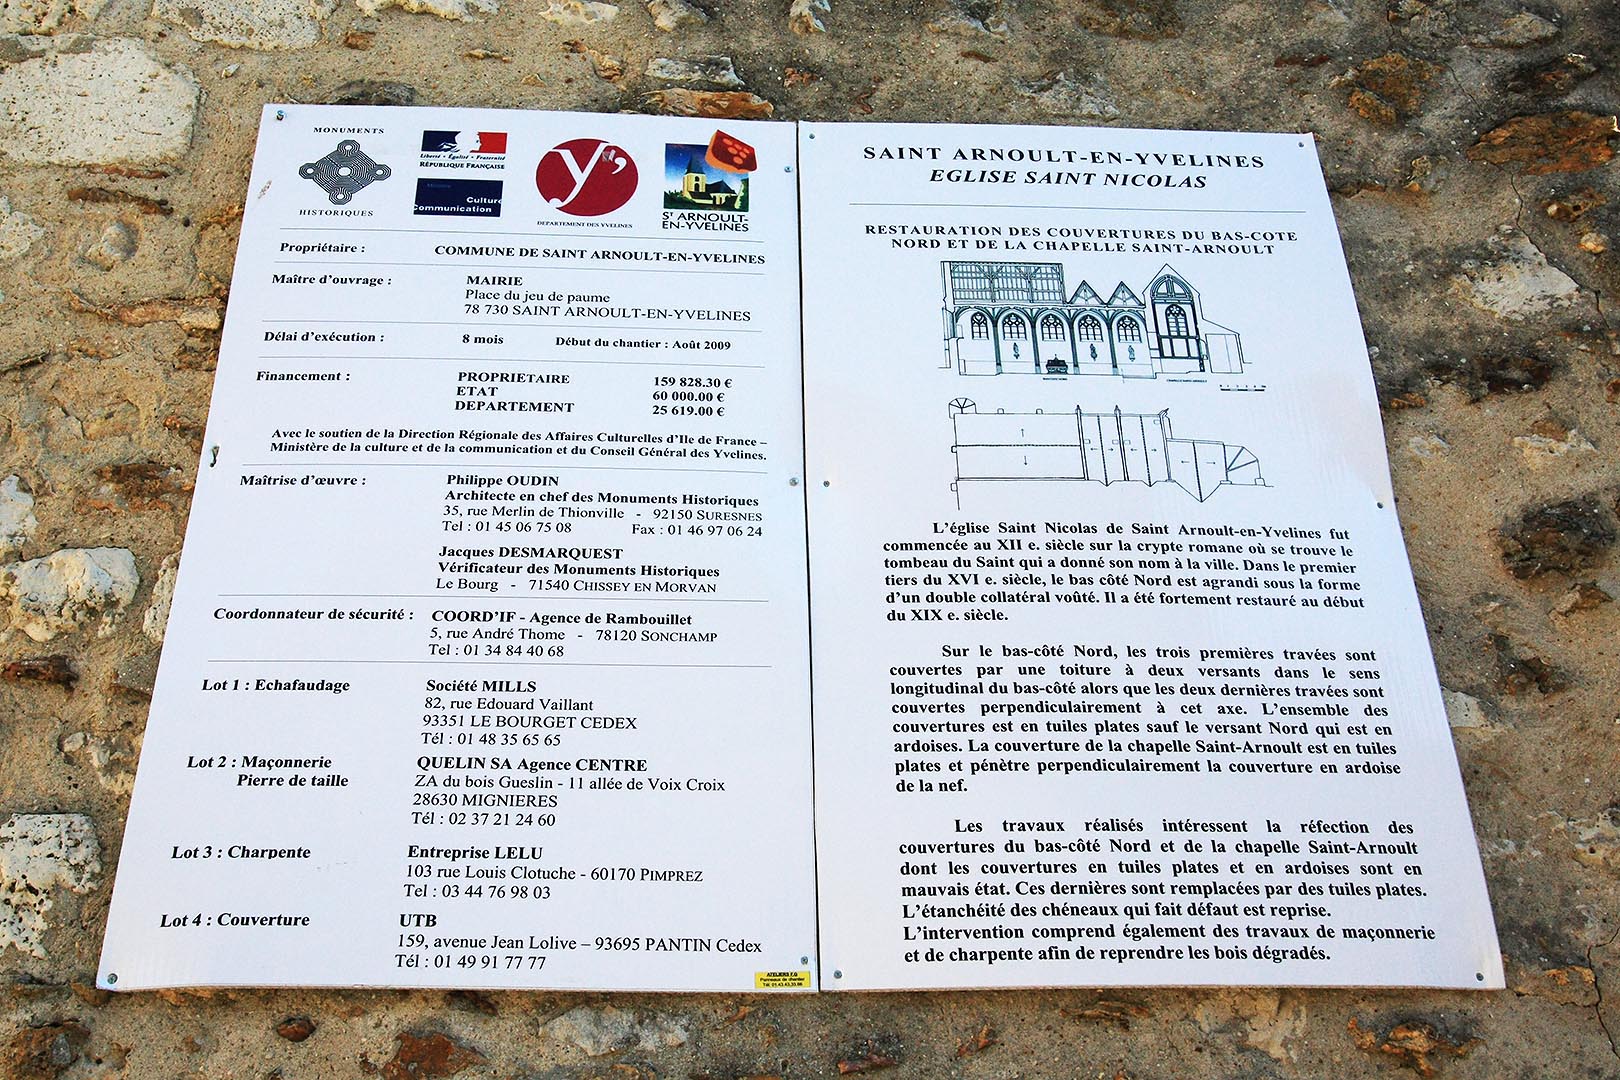 MONUMENTS
HISTORIQUES
Liberté • Égalité • Fraternité
RÉPUBLIQUE FRANÇAISE
Ministère
Culture
Communication
y'
DEPARTEMENT DES YVELINES
ST ARNOULT-
EN-YVELINES
Propriétaire : COMMUNE DE SAINT ARNOULT-EN-YVELINES
Maître d'ouvrage : MAIRIE
Place du jeu de paume
78 730 SAINT ARNOULT-EN-YVELINES
Délai d'exécution : 8 mois Début du chantier : Août 2009
Financement : PROPRIETAIRE 159 828.30 €
ETAT 60 000.00 €
DEPARTEMENT 25 619.00 €
Avec le soutien de la Direction Régionale des Affaires Culturelles d'Ile de France –
Ministère de la culture et de la communication et du Conseil Général des Yvelines.
Maîtrise d'œuvre : Philippe OUDIN
Architecte en chef des Monuments Historiques
35, rue Merlin de Thionville - 92150 SURESNES
Tel : 01 45 06 75 08 Fax : 01 46 97 06 24
Jacques DESMARQUEST
Vérificateur des Monuments Historiques
Le Bourg - 71540 CHISSEY EN MORVAN
Coordonnateur de sécurité : COORD'IF - Agence de Rambouillet
5, rue André Thome - 78120 SONCHAMP
Tel : 01 34 84 40 68
Lot 1 : Echafaudage Société MILLS
82, rue Edouard Vaillant
93351 LE BOURGET CEDEX
Tél : 01 48 35 65 65
Lot 2 : Maçonnerie QUELIN SA Agence CENTRE
Pierre de taille ZA du bois Gueslin - 11 allée de Voix Croix
28630 MIGNIERES
Tél : 02 37 21 24 60
Lot 3 : Charpente Entreprise LELU
103 rue Louis Clotuche - 60170 PIMPREZ
Tel : 03 44 76 98 03
Lot 4 : Couverture UTB
159, avenue Jean Lolive – 93695 PANTIN Cedex
Tél : 01 49 91 77 77
ATELIERS F.G
Panneaux de chantier
Tél: 01.43.43.33.86
SAINT ARNOULT-EN-YVELINES
EGLISE SAINT NICOLAS
RESTAURATION DES COUVERTURES DU BAS-COTE
NORD ET DE LA CHAPELLE SAINT-ARNOULT
BAS-COTE NORD CHAPELLE SAINT-ARNOULT
L'église Saint Nicolas de Saint Arnoult-en-Yvelines fut
commencée au XII e. siècle sur la crypte romane où se trouve le
tombeau du Saint qui a donné son nom à la ville. Dans le premier
tiers du XVI e. siècle, le bas côté Nord est agrandi sous la forme
d'un double collatéral voûté. Il a été fortement restauré au début
du XIX e. siècle.
Sur le bas-côté Nord, les trois premières travées sont
couvertes par une toiture à deux versants dans le sens
longitudinal du bas-côté alors que les deux dernières travées sont
couvertes perpendiculairement à cet axe. L'ensemble des
couvertures est en tuiles plates sauf le versant Nord qui est en
ardoises. La couverture de la chapelle Saint-Arnoult est en tuiles
plates et pénètre perpendiculairement la couverture en ardoise
de la nef.
Les travaux réalisés intéressent la réfection des
couvertures du bas-côté Nord et de la chapelle Saint-Arnoult
dont les couvertures en tuiles plates et en ardoises sont en
mauvais état. Ces dernières sont remplacées par des tuiles plates.
L'étanchéité des chéneaux qui fait défaut est reprise.
L'intervention comprend également des travaux de maçonnerie
et de charpente afin de reprendre les bois dégradés.